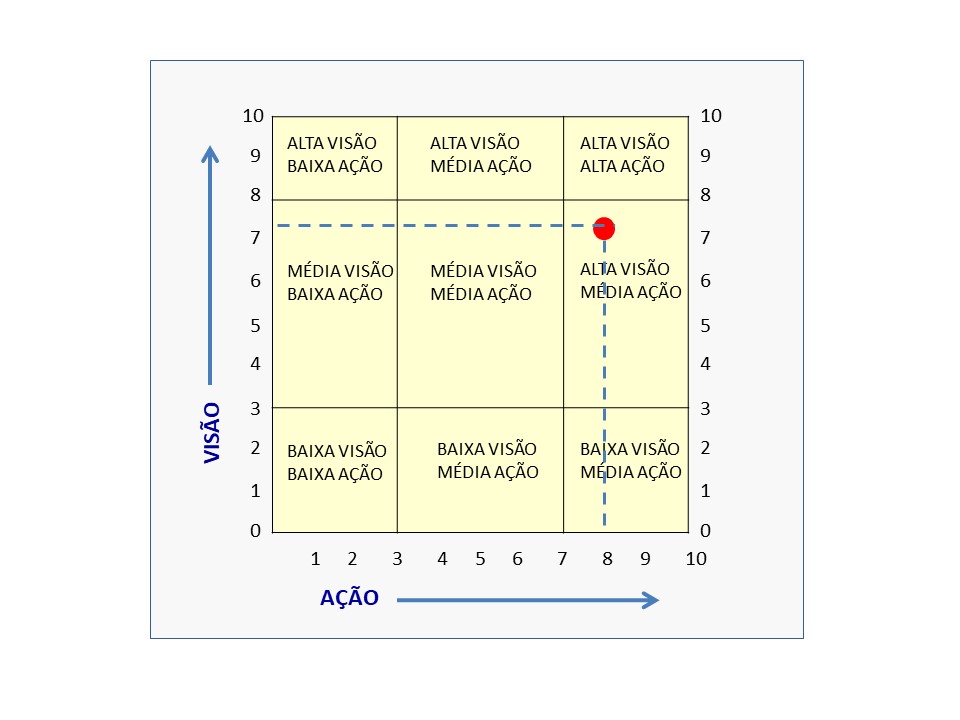 10 10
ALTA VISÃO ALTA VISÃO ALTA VISÃO
BAIXA AÇÃO MÉDIA AÇÃO ALTA AÇÃO
9 9
8 8
7 7
MÉDIA VISÃO MÉDIA VISÃO ALTA VISÃO
BAIXA AÇÃO MÉDIA AÇÃO MÉDIA AÇÃO
6 6
5 5
4 4
3 3
VISÃO
BAIXA VISÃO BAIXA VISÃO BAIXA VISÃO
BAIXA AÇÃO MÉDIA AÇÃO MÉDIA AÇÃO
2 2
1 1
0 0
1 2 3 4 5 6 7 8 9 10
AÇÃO